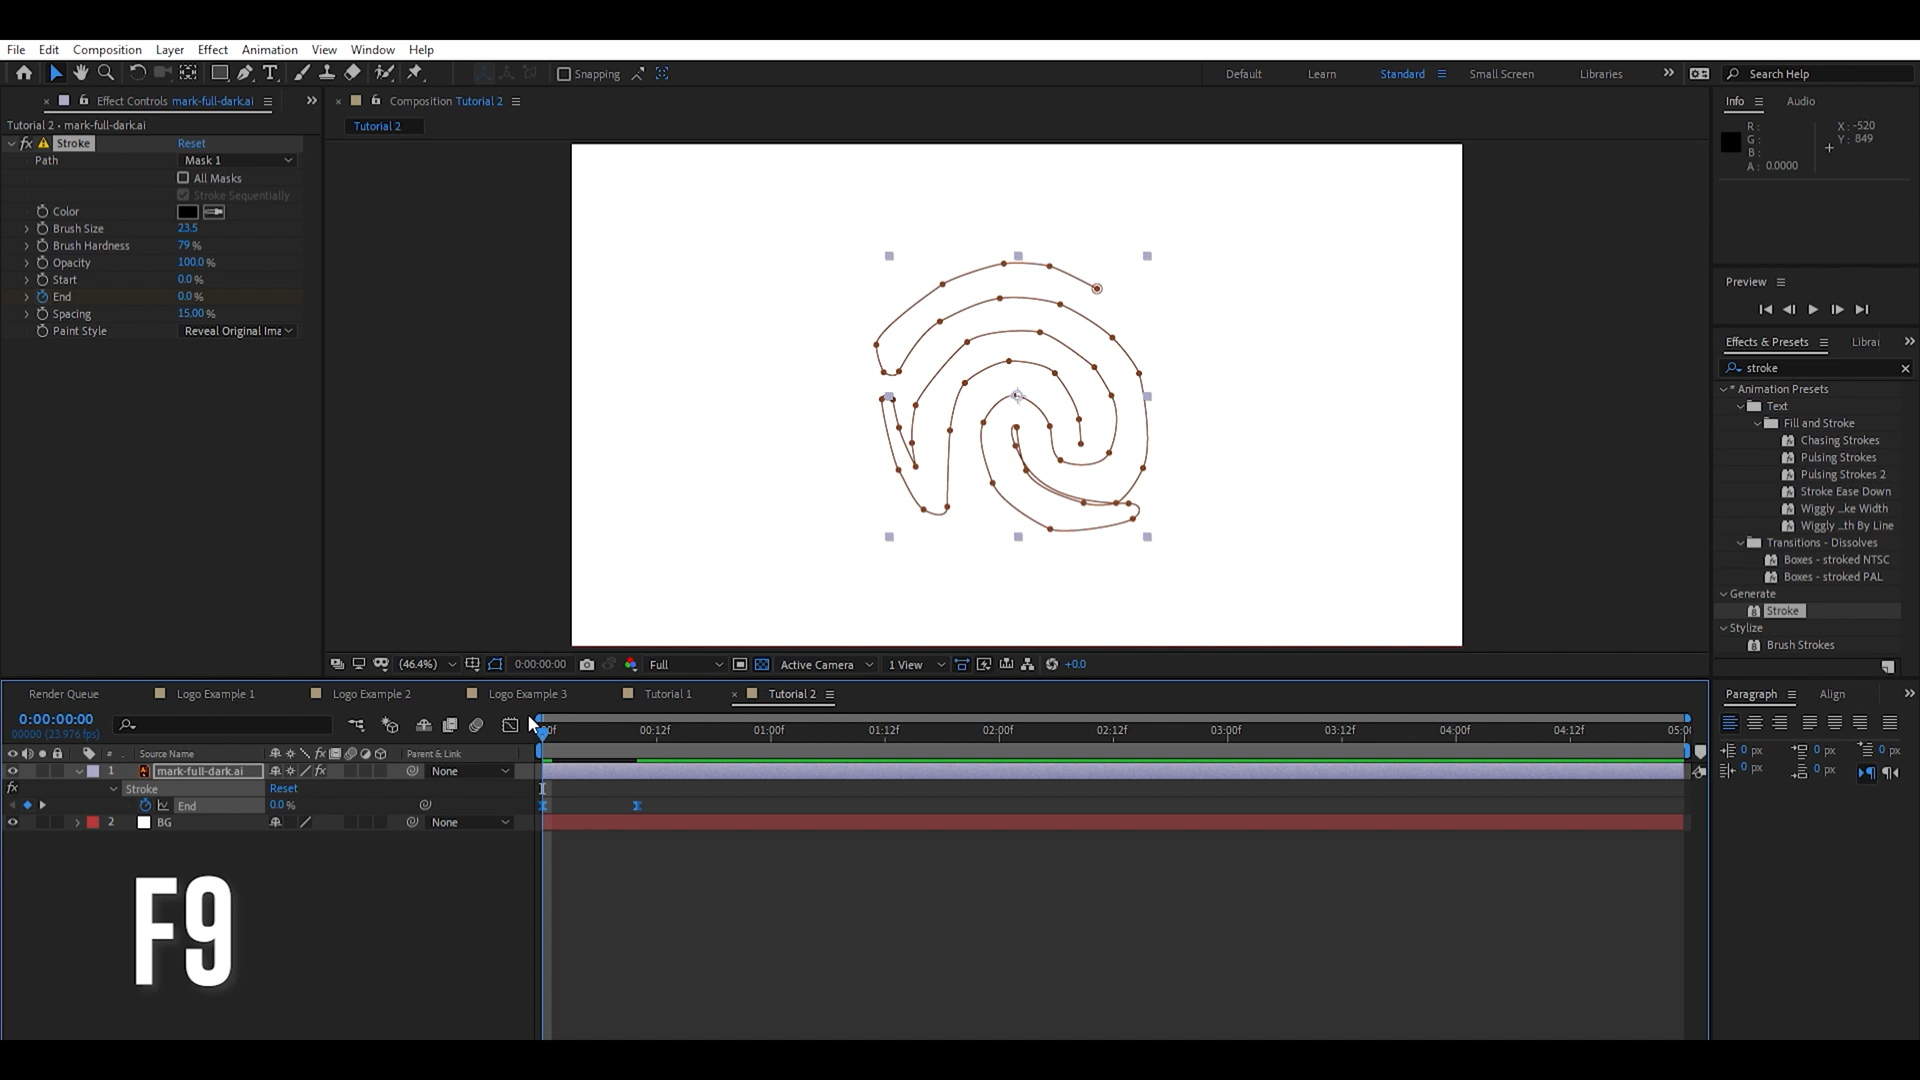 File Edit Composition Layer Effect Animation View Window Help
Snapping
Default Learn Standard Small Screen Libraries
Search Help
Effect Controls mark-full-dark.ai
Tutorial 2 • mark-full-dark.ai
fx Stroke Reset
Path Mask 1
All Masks
Stroke Sequentially
Color
Brush Size 23.5
Brush Hardness 79 %
Opacity 100.0 %
Start 0.0 %
End 0.0 %
Spacing 15.00 %
Paint Style Reveal Original Ima
Composition Tutorial 2
Tutorial 2
(46.4%) 0:00:00:00 Full Active Camera 1 View +0.0
Info Audio
R: X: -520
G: Y: 849
B:
A: 0.0000
Preview
Effects & Presets Librai
stroke
* Animation Presets
Text
Fill and Stroke
Chasing Strokes
Pulsing Strokes
Pulsing Strokes 2
Stroke Ease Down
Wiggly ...ke Width
Wiggly ...th By Line
Transitions - Dissolves
Boxes - stroked NTSC
Boxes - stroked PAL
Generate
Stroke
Stylize
Brush Strokes
Render Queue Logo Example 1 Logo Example 2 Logo Example 3 Tutorial 1 Tutorial 2
0:00:00:00
00000 (23.976 fps)
00:12f 01:00f 01:12f 02:00f 02:12f 03:00f 03:12f 04:00f 04:12f 05:00
# Source Name fx Parent & Link
1 mark-full-dark.ai fx None
fx Stroke Reset
End 0.0 %
2 BG None
F9
Paragraph Align
0 px 0 px 0 px
0 px 0 px